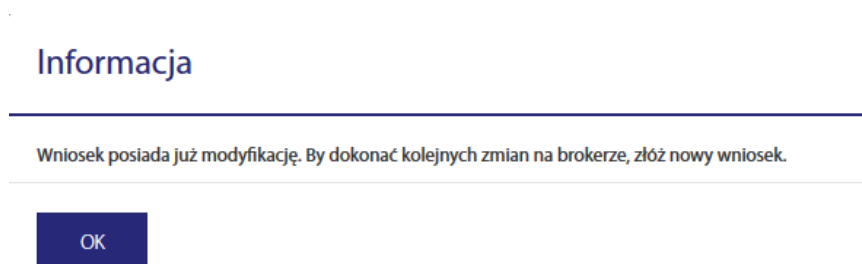 Informacja
Wniosek posiada już modyfikację. By dokonać kolejnych zmian na brokerze, złóż nowy wniosek.
OK